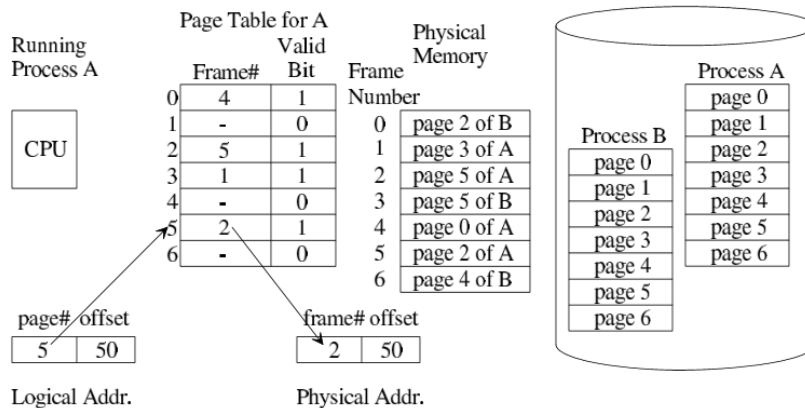 Running
Process A
CPU
Page Table for A
Frame#
Valid
Bit
0 4 1
1 - 0
2 5 1
3 1 1
4 - 0
5 2 1
6 - 0
Physical
Memory
Frame
Number
0 page 2 of B
1 page 3 of A
2 page 5 of A
3 page 5 of B
4 page 0 of A
5 page 2 of A
6 page 4 of B
Process B
page 0
page 1
page 2
page 3
page 4
page 5
page 6
Process A
page 0
page 1
page 2
page 3
page 4
page 5
page 6
page# offset
5 50
Logical Addr.
frame# offset
2 50
Physical Addr.